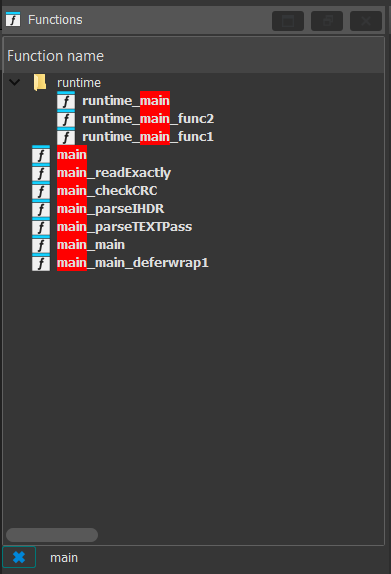 Functions
Function name
runtime
runtime_main
runtime_main_func2
runtime_main_func1
main
main_readExactly
main_checkCRC
main_parseIHDR
main_parseTEXTPass
main_main
main_main_deferwrap1
main